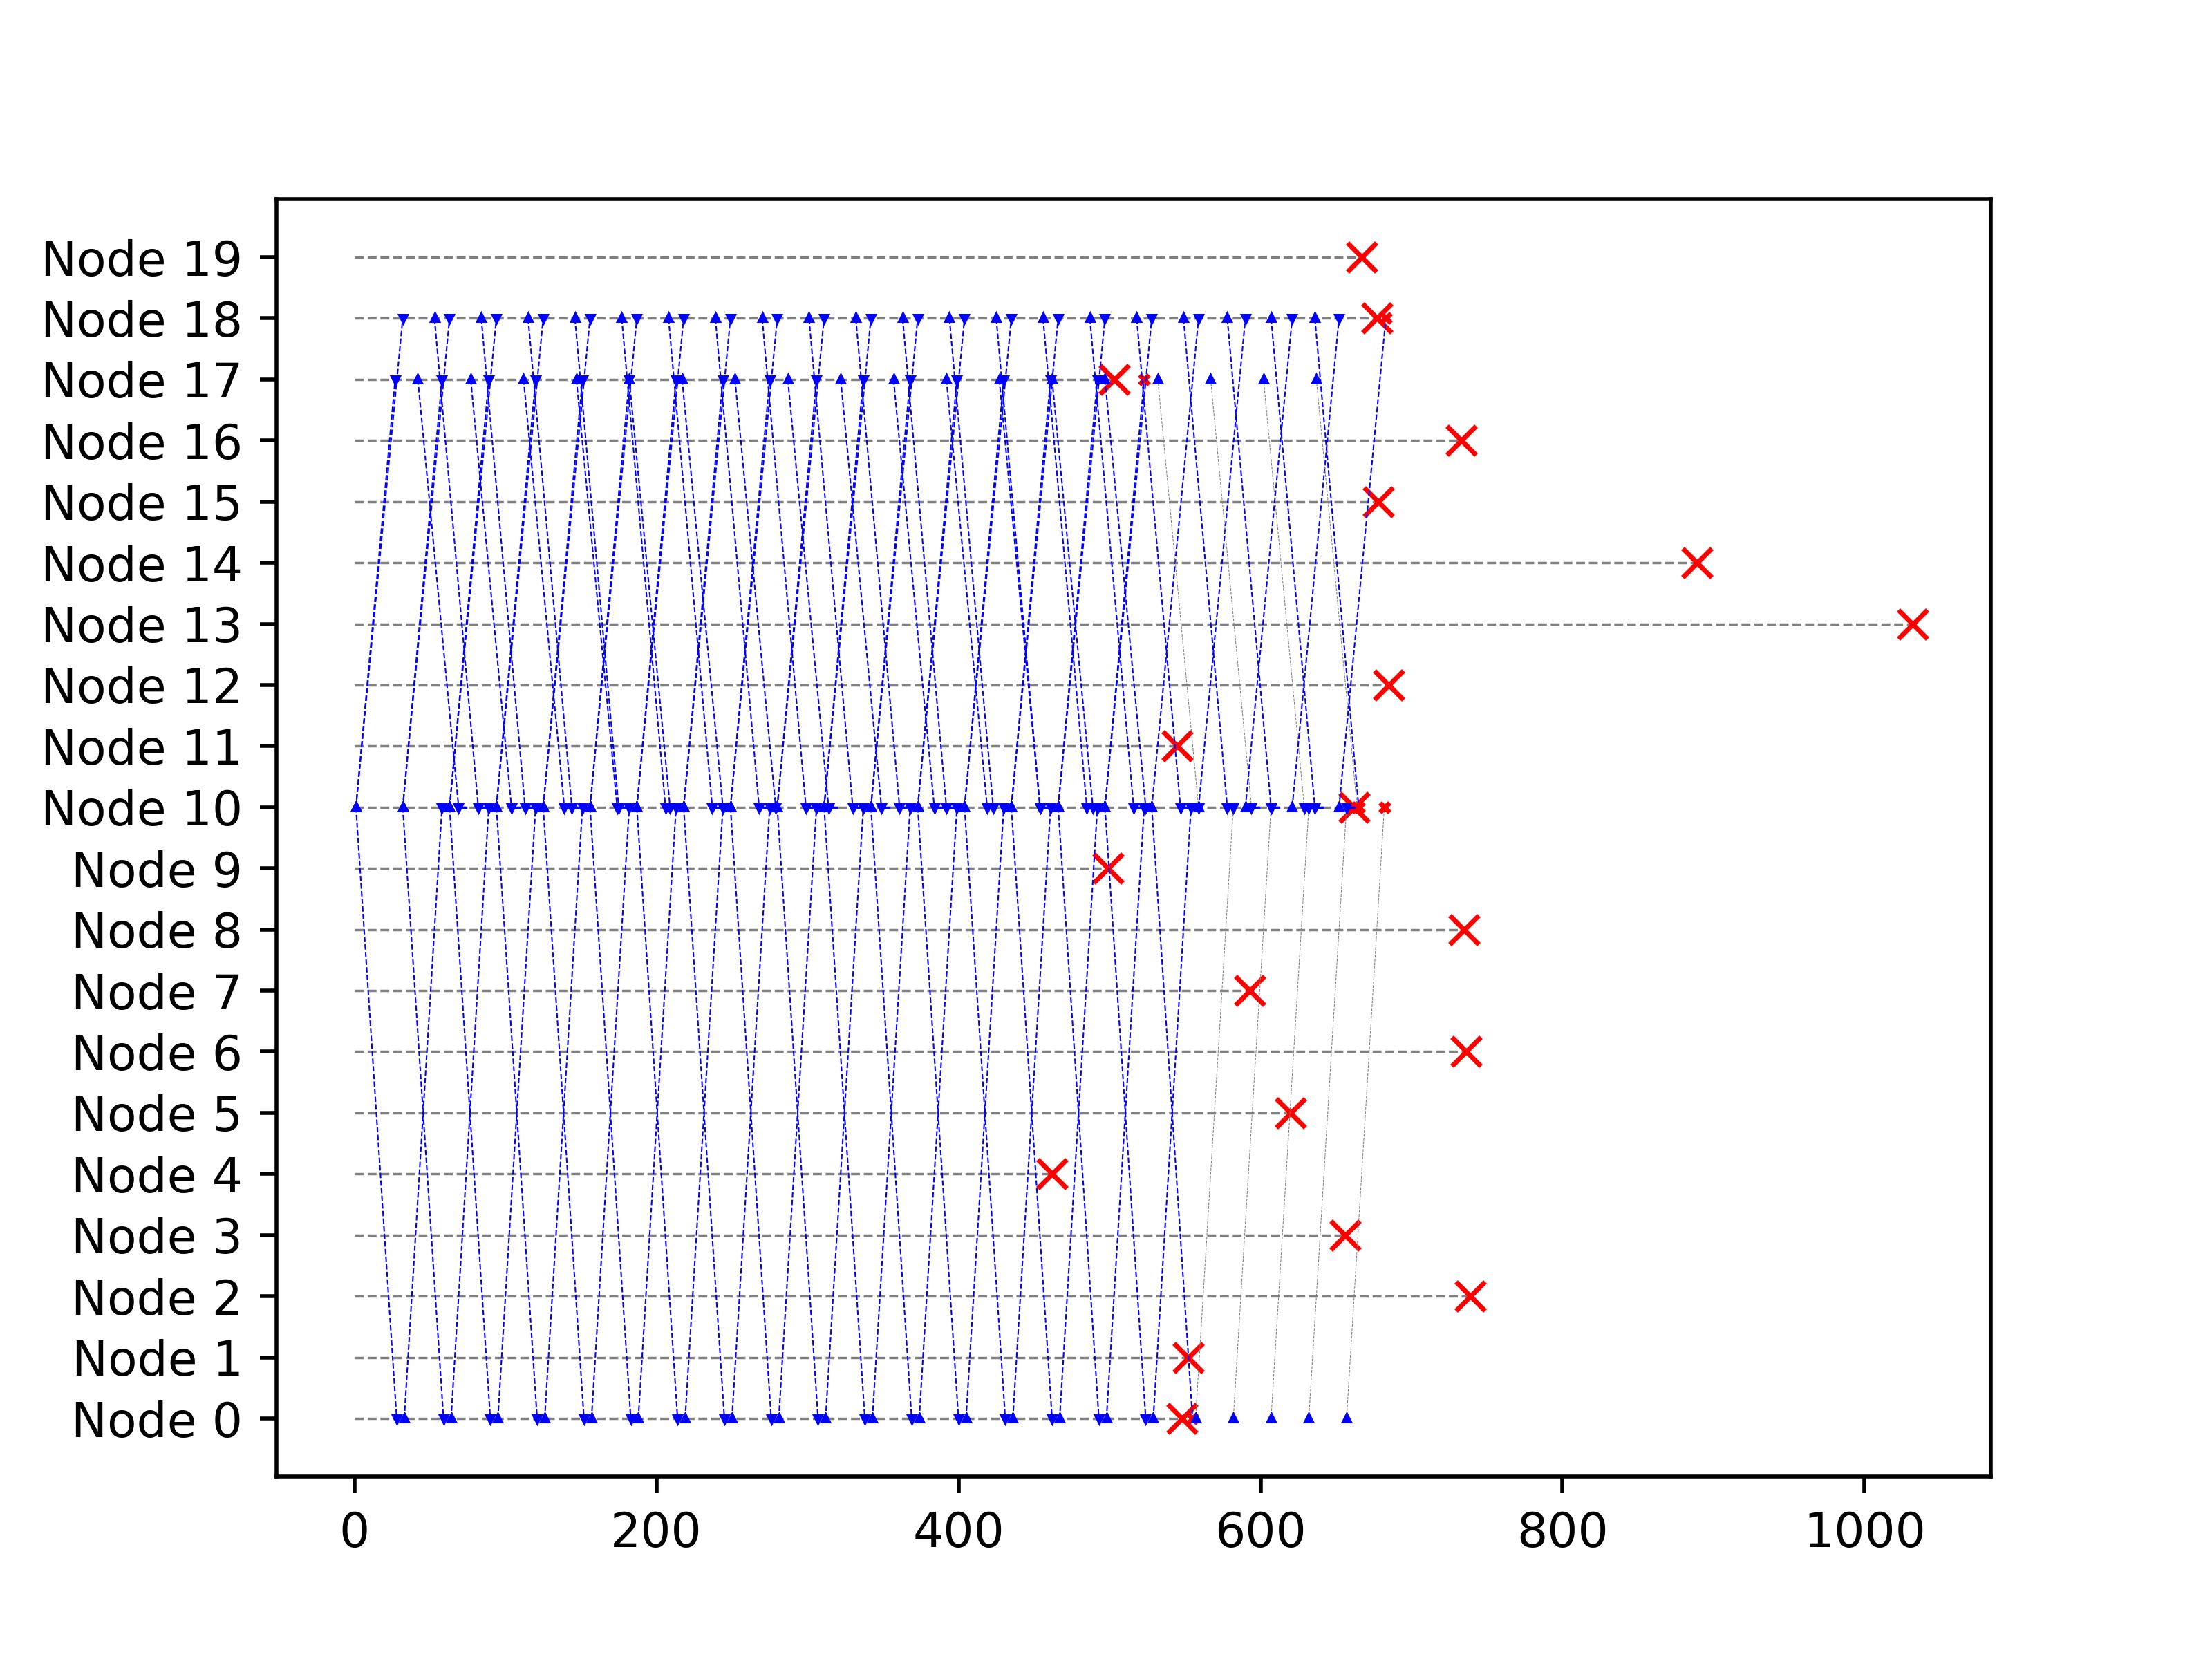 Node 19
Node 18
Node 17
Node 16
Node 15
Node 14
Node 13
Node 12
Node 11
Node 10
Node 9
Node 8
Node 7
Node 6
Node 5
Node 4
Node 3
Node 2
Node 1
Node 0
0 200 400 600 800 1000